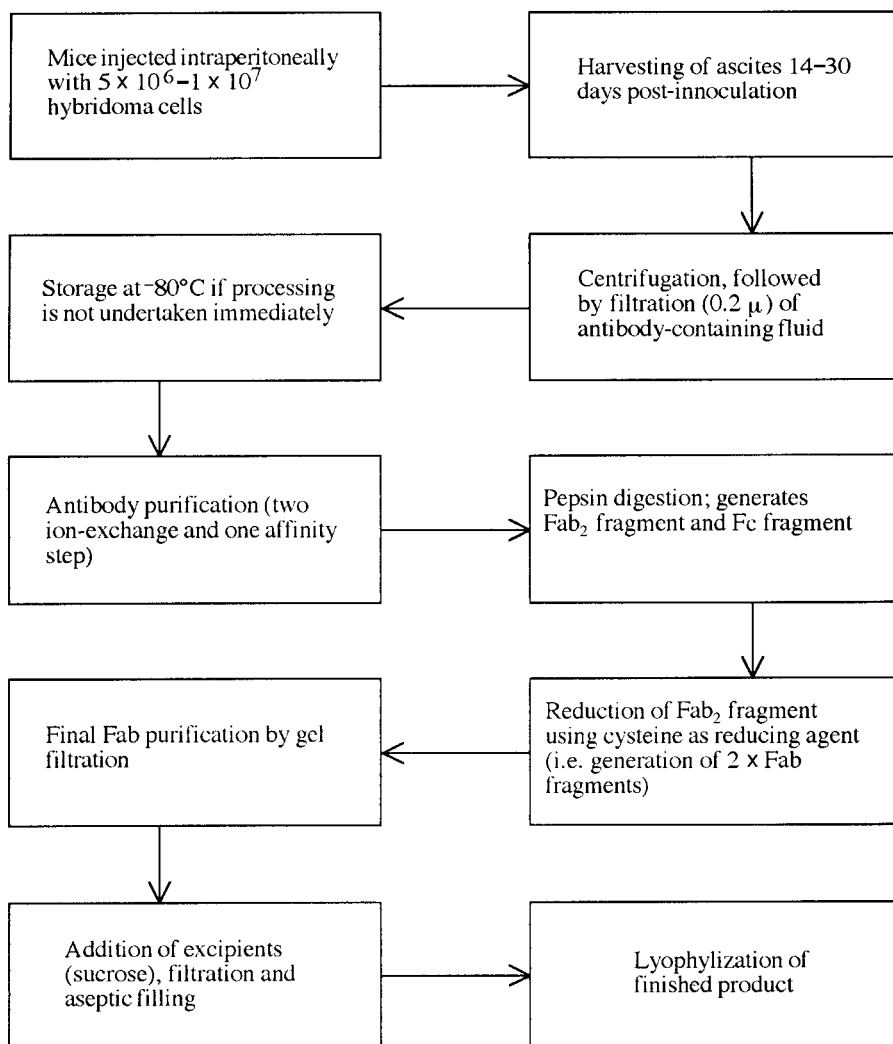 Mice injected intraperitoneally
with 5 × 10⁶–1 × 10⁷
hybridoma cells
Harvesting of ascites 14–30
days post-innoculation
Centrifugation, followed
by filtration (0.2 μ) of
antibody-containing fluid
Storage at –80°C if processing
is not undertaken immediately
Antibody purification (two
ion-exchange and one affinity
step)
Pepsin digestion; generates
Fab₂ fragment and Fc fragment
Reduction of Fab₂ fragment
using cysteine as reducing agent
(i.e. generation of 2 × Fab
fragments)
Final Fab purification by gel
filtration
Addition of excipients
(sucrose), filtration and
aseptic filling
Lyophylization of
finished product